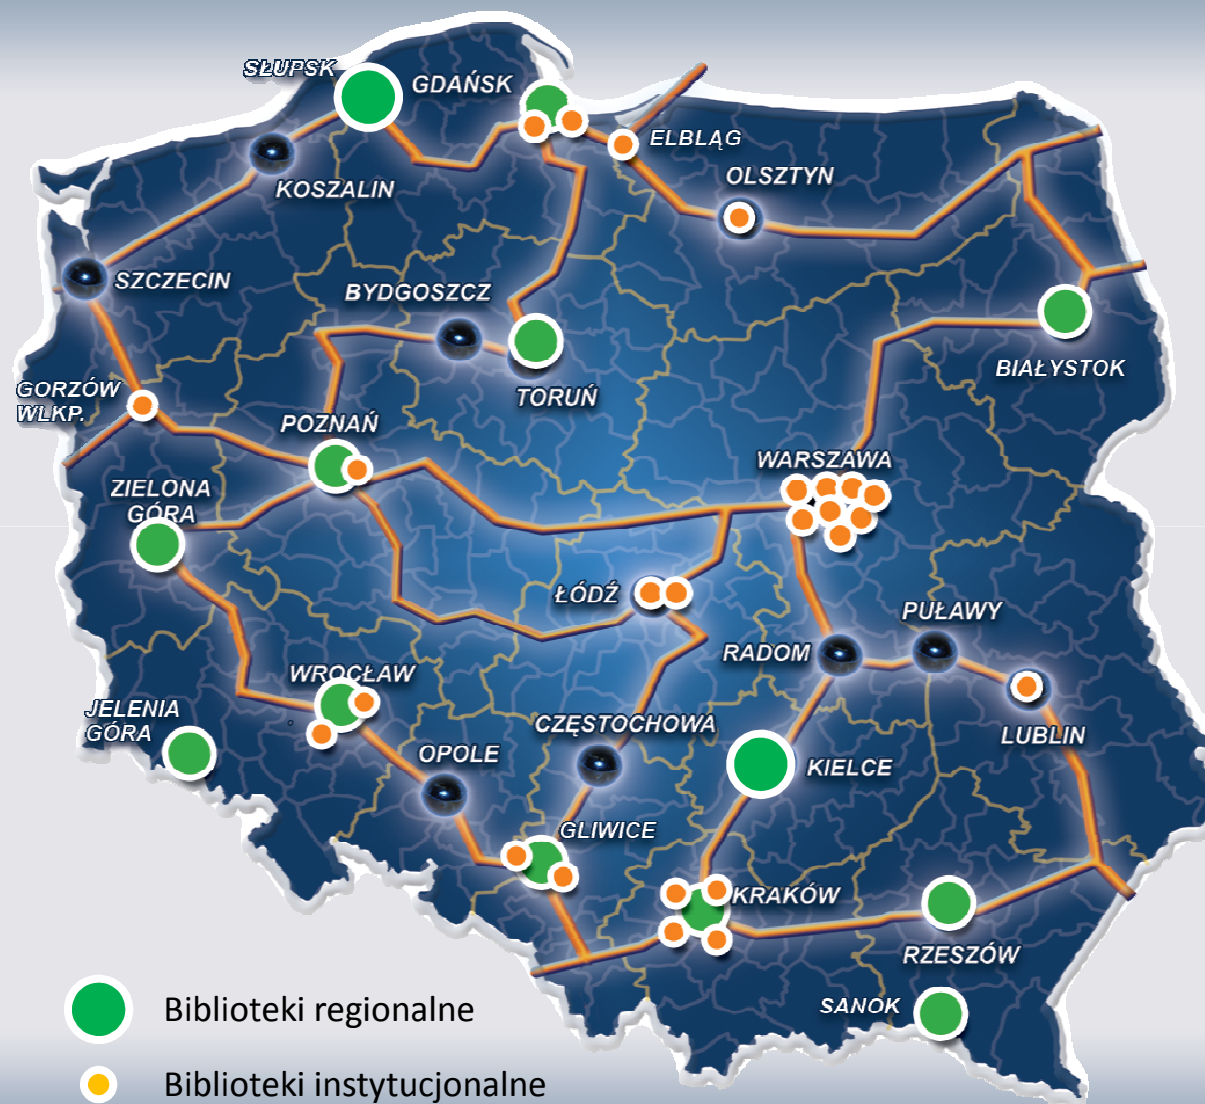 SŁUPSK
GDAŃSK
ELBLĄG
OLSZTYN
KOSZALIN
SZCZECIN
BYDGOSZCZ
BIAŁYSTOK
GORZÓW
WLKP.
TORUŃ
POZNAŃ
WARSZAWA
ZIELONA
GÓRA
ŁÓDŹ
PUŁAWY
RADOM
WROCŁAW
JELENIA
GÓRA
CZĘSTOCHOWA
LUBLIN
OPOLE
KIELCE
GLIWICE
KRAKÓW
RZESZÓW
SANOK
Biblioteki regionalne
Biblioteki instytucjonalne